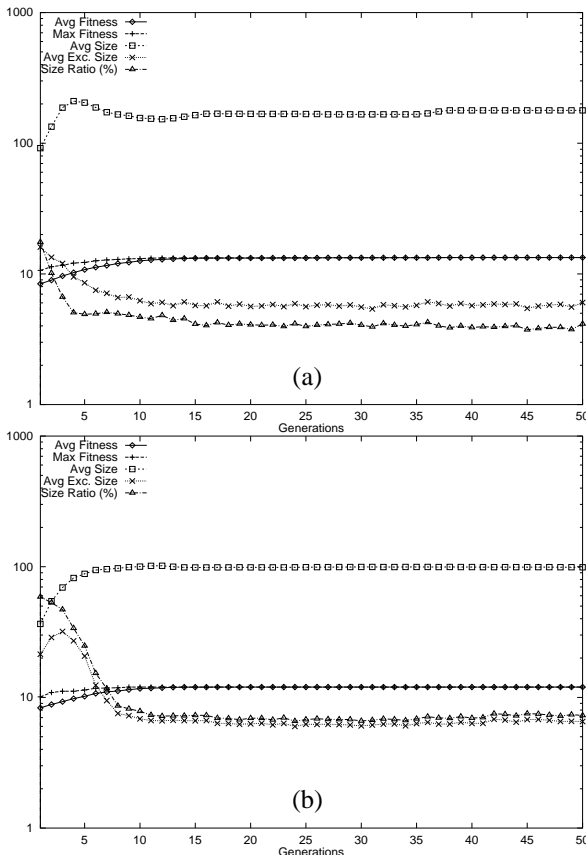 1000
Avg Fitness
Max Fitness
Avg Size
Avg Exc. Size
Size Ratio (%)
100
10
1
(a)
5 10 15 20 25 30 35 40 45 50
Generations
1000
Avg Fitness
Max Fitness
Avg Size
Avg Exc. Size
Size Ratio (%)
100
10
1
(b)
5 10 15 20 25 30 35 40 45 50
Generations